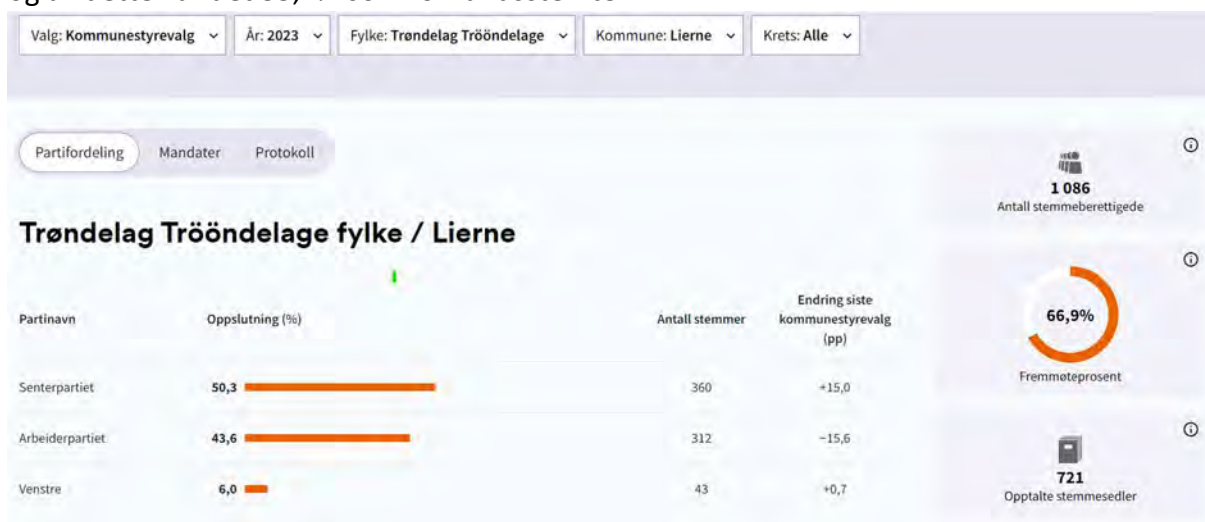 Valg: Kommunestyrevalg År: 2023 Fylke: Trøndelag Trööndelage Kommune: Lierne Krets: Alle
Partifordeling Mandater Protokoll
1 086
Antall stemmeberettigede
Trøndelag Trööndelage fylke / Lierne
Partinavn Oppslutning (%) Antall stemmer Endring siste kommunestyrevalg (pp)
Senterpartiet 50,3 360 +15,0
Arbeiderpartiet 43,6 312 −15,6
Venstre 6,0 43 +0,7
66,9%
Fremmøteprosent
721
Opptalte stemmesedler